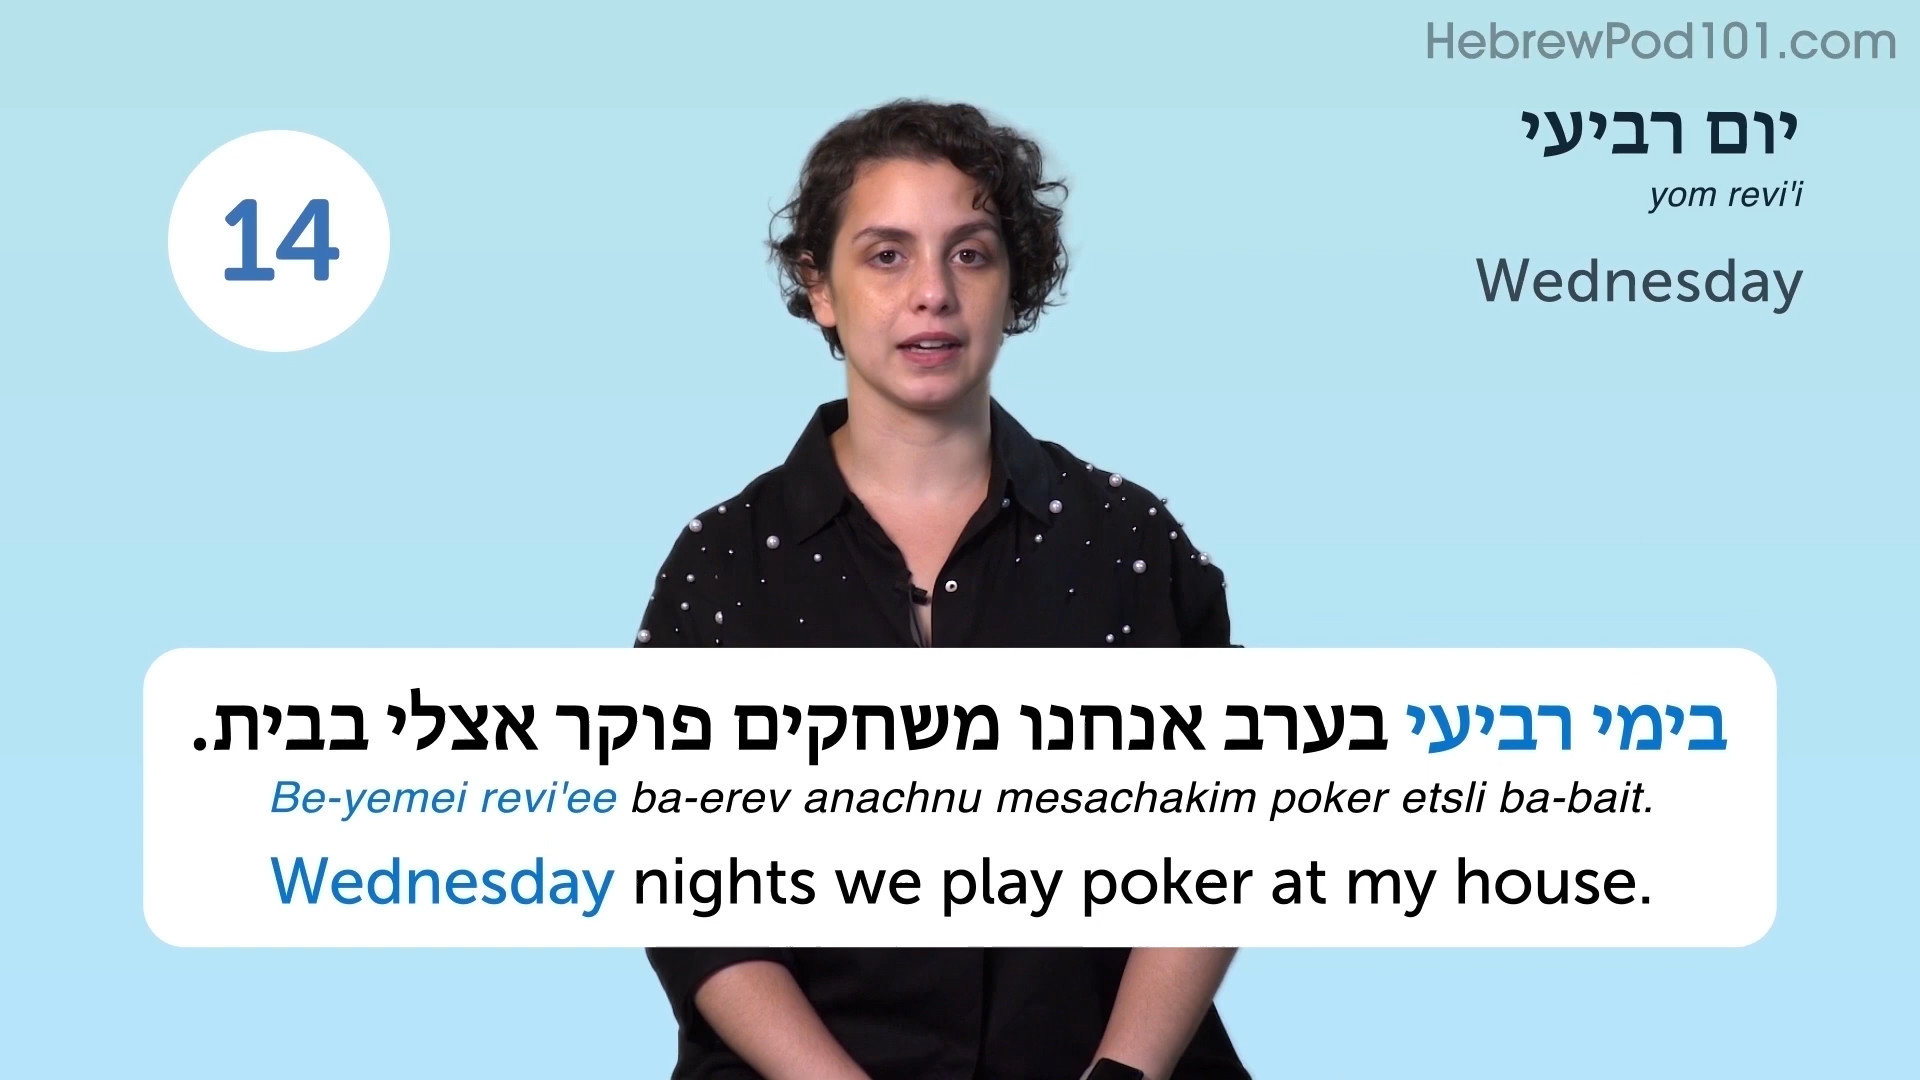 HebrewPod101.com
14
יום רביעי
yom revi'i
Wednesday
בימי רביעי בערב אנחנו משחקים פוקר אצלי בבית.
Be-yemei revi'ee ba-erev anachnu mesachakim poker etsli ba-bait.
Wednesday nights we play poker at my house.